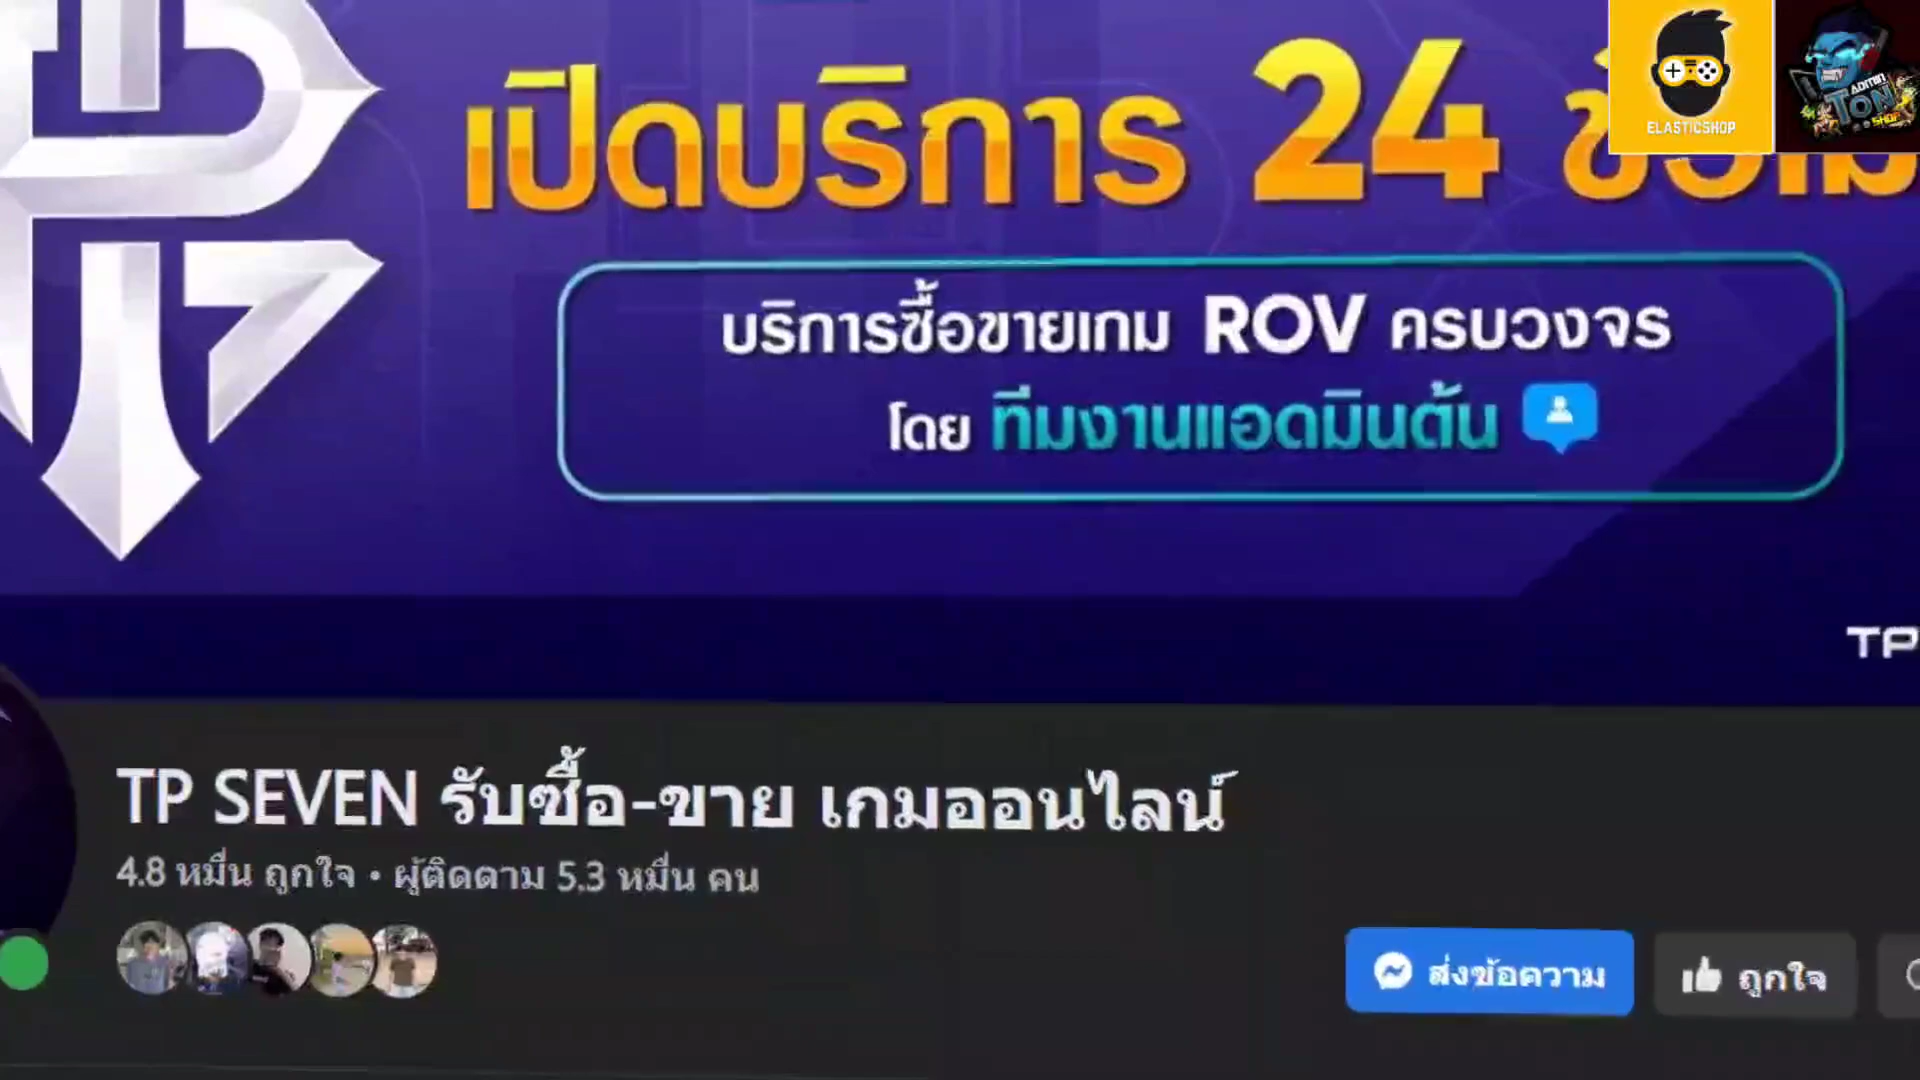 เปิดบริการ 24
ELASTICSHOP
ADMIN
TON
SHOP
บริการซื้อขายเกม ROV ครบวงจร
โดย ทีมงานแอดมินต้น
TP
TP SEVEN รับซื้อ-ขาย เกมออนไลน์
4.8 หมื่น ถูกใจ • ผู้ติดตาม 5.3 หมื่น คน
ส่งข้อความ
ถูกใจ